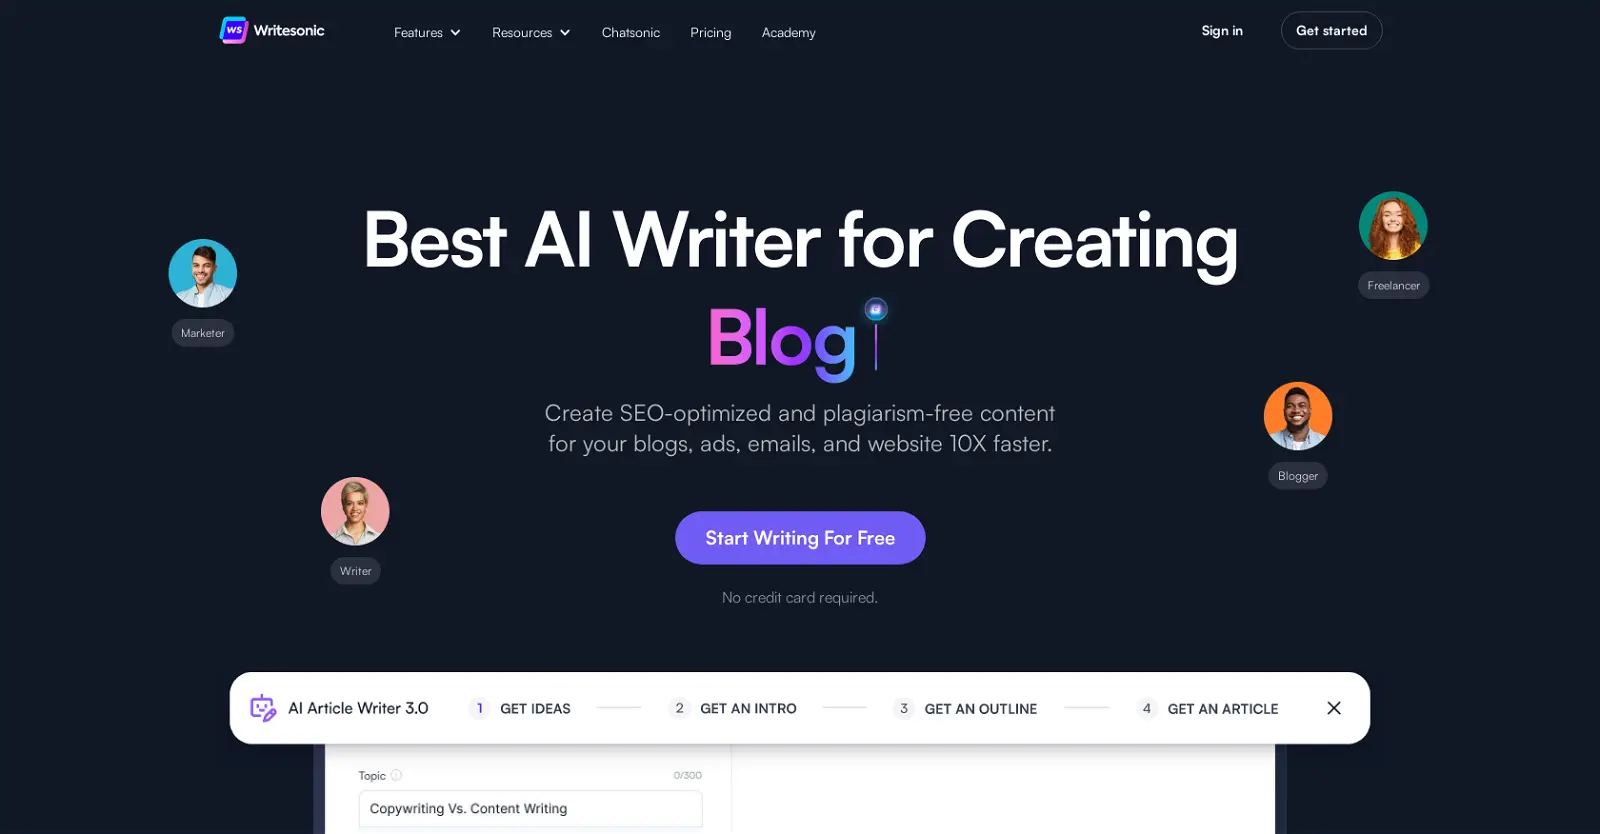 WS Writesonic
Features
Resources
Chatsonic
Pricing
Academy
Sign in
Get started
Best AI Writer for Creating
Blog
Create SEO-optimized and plagiarism-free content
for your blogs, ads, emails, and website 10X faster.
Marketer
Freelancer
Blogger
Writer
Start Writing For Free
No credit card required.
AI Article Writer 3.0
1 GET IDEAS
2 GET AN INTRO
3 GET AN OUTLINE
4 GET AN ARTICLE
Topic
0/300
Copywriting Vs. Content Writing